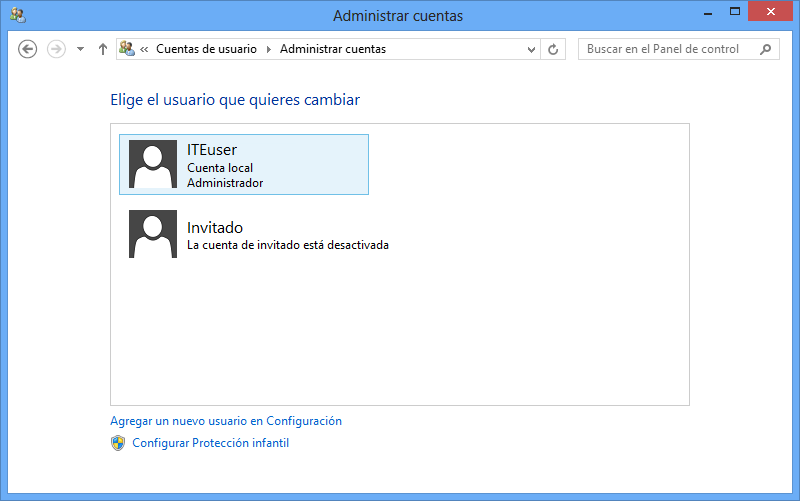 Administrar cuentas
« Cuentas de usuario Administrar cuentas
Buscar en el Panel de control
Elige el usuario que quieres cambiar
ITEuser
Cuenta local
Administrador
Invitado
La cuenta de invitado está desactivada
Agregar un nuevo usuario en Configuración
Configurar Protección infantil